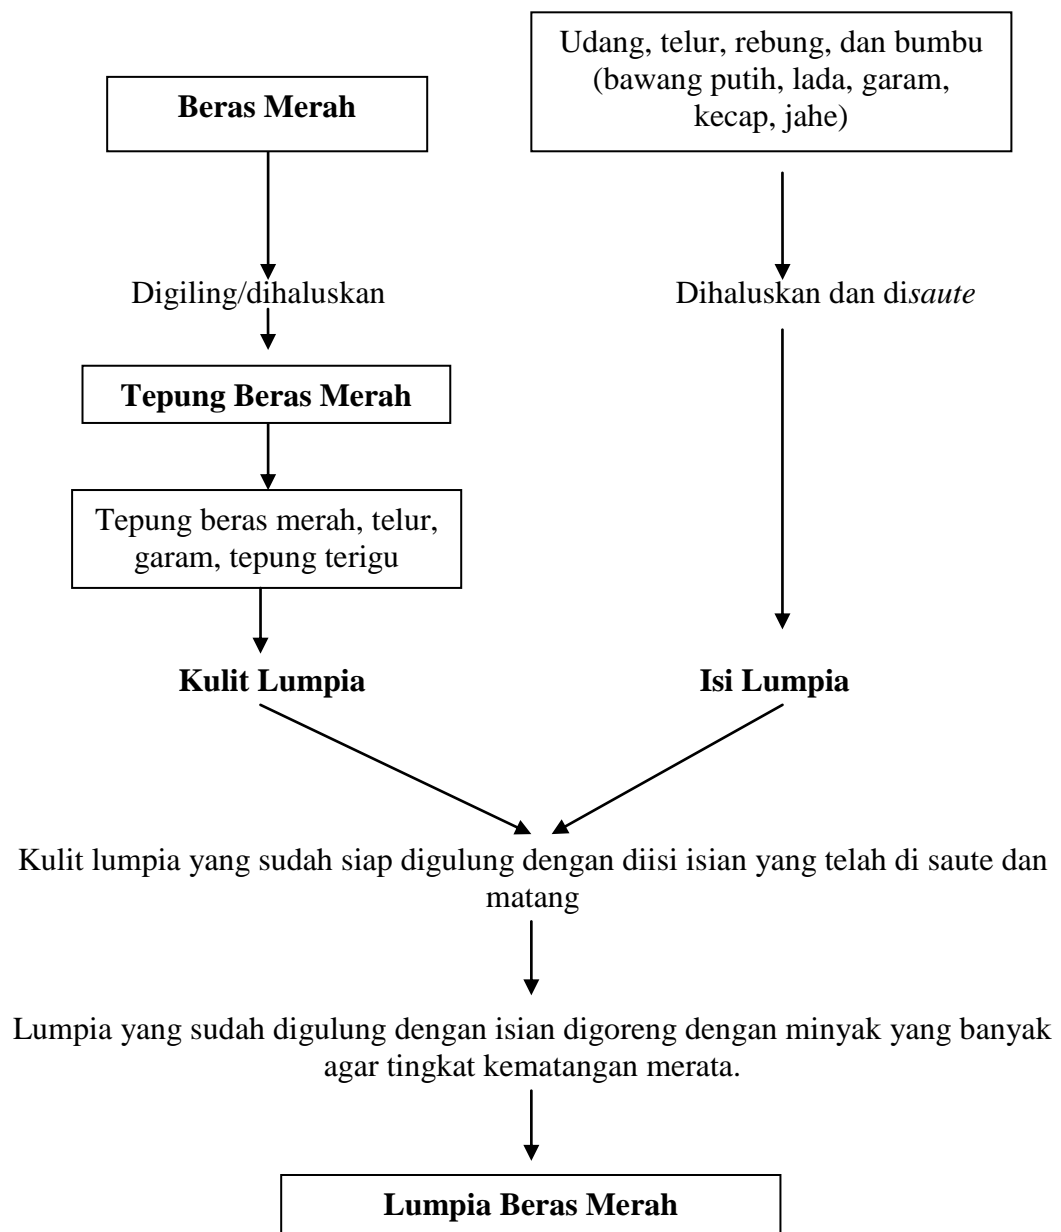 Udang, telur, rebung, dan bumbu
(bawang putih, lada, garam,
kecap, jahe)
Beras Merah
Digiling/dihaluskan
Dihaluskan dan disaute
Tepung Beras Merah
Tepung beras merah, telur,
garam, tepung terigu
Kulit Lumpia
Isi Lumpia
Kulit lumpia yang sudah siap digulung dengan diisi isian yang telah di saute dan
matang
Lumpia yang sudah digulung dengan isian digoreng dengan minyak yang banyak
agar tingkat kematangan merata.
Lumpia Beras Merah